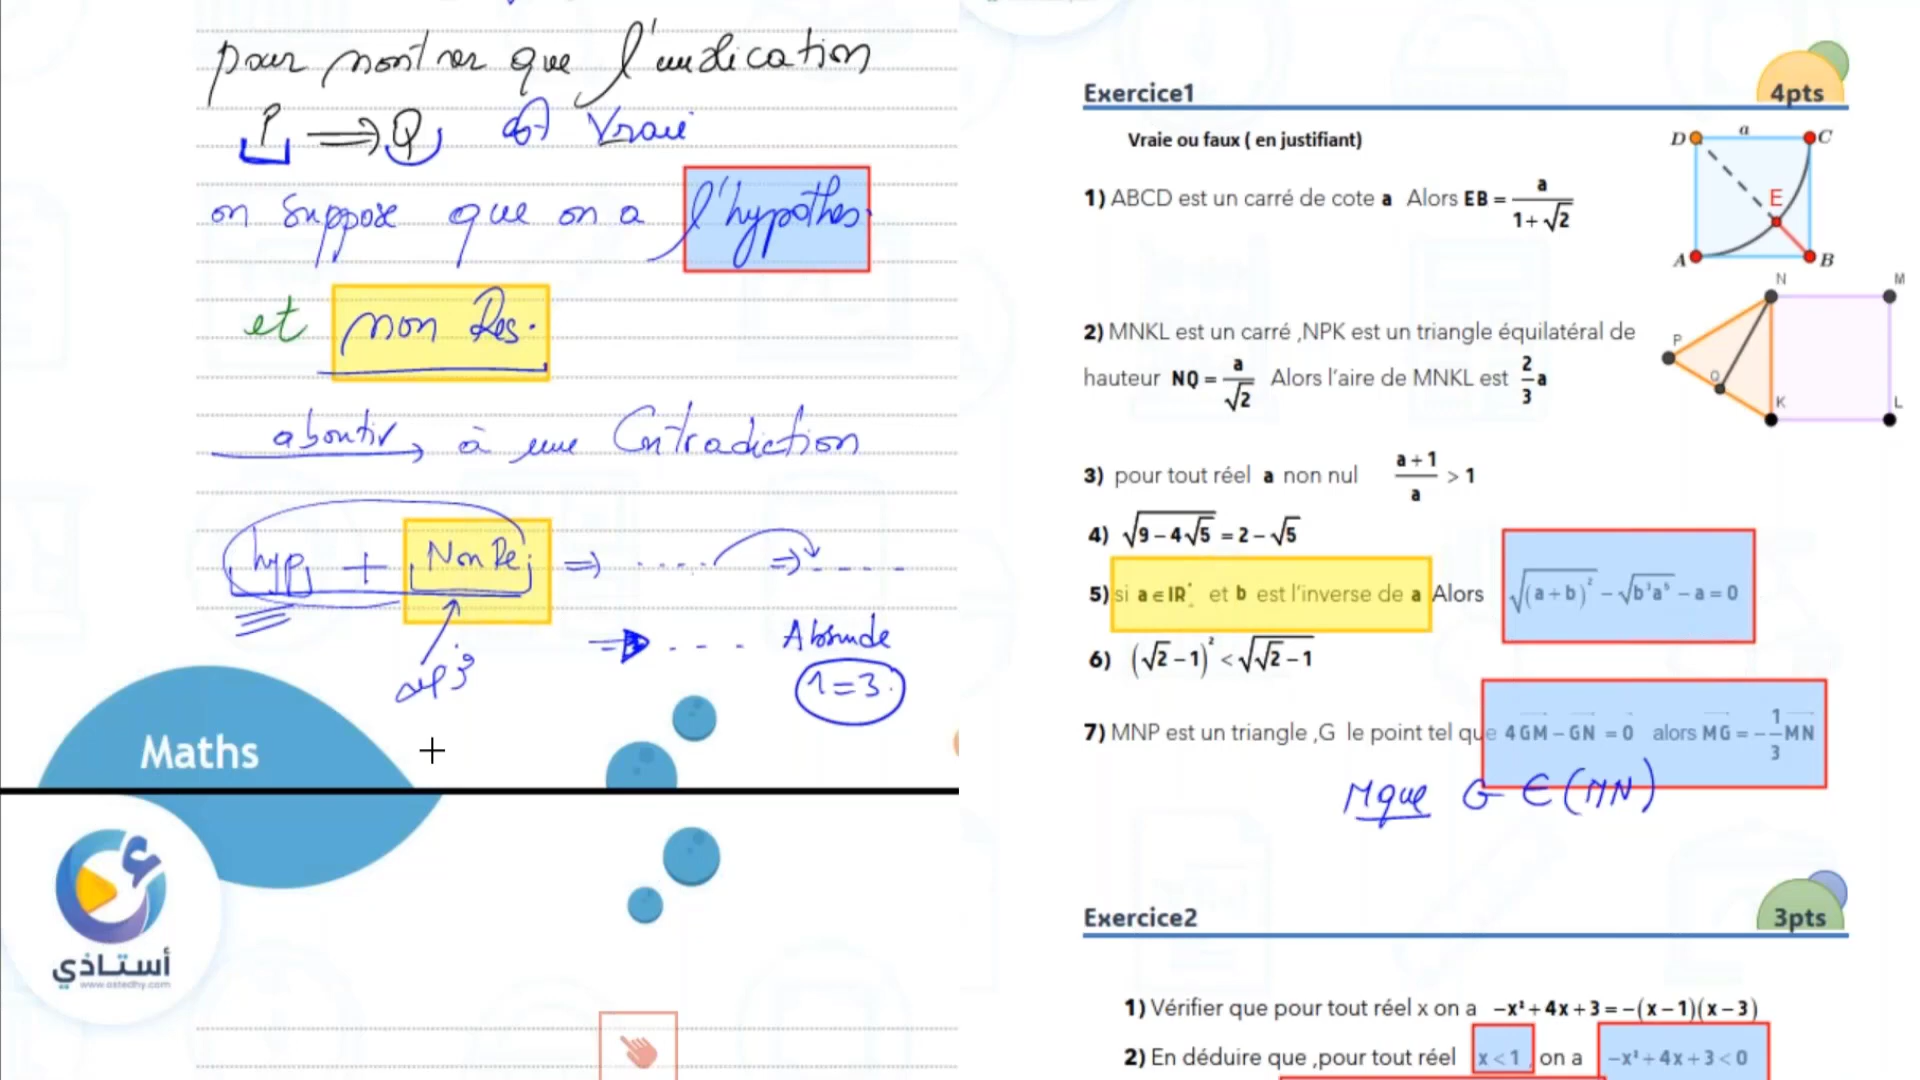 pour montrer que l'indication
P ⟹ Q est Vraie
on suppose que on a l'hypothes.
et non Res.
aboutir → à une Contradiction
hyp + Non Re ⇒ ..... ⇒ .....
⇒ .... Absurde
1=3.
Maths
أستاذي
www.ostedhy.com
Exercice1
4pts
Vraie ou faux ( en justifiant)
D a C
E
A B
1) ABCD est un carré de cote a Alors EB = a/(1+√2)
N M
P
Q K L
2) MNKL est un carré ,NPK est un triangle équilatéral de
hauteur NQ = a/√2 Alors l'aire de MNKL est 2/3 a
3) pour tout réel a non nul (a+1)/a > 1
4) √(9−4√5) = 2−√5
5) si a ∈ IR*₋ et b est l'inverse de a Alors
6) (√2−1)² < √(√2−1)
7) MNP est un triangle ,G le point tel que 4GM − GN = 0 alors MG = −1/3 MN
Mque G ∈ (MN)
Exercice2
3pts
1) Vérifier que pour tout réel x on a −x²+4x+3=−(x−1)(x−3)
2) En déduire que ,pour tout réel x<1 on a −x²+4x+3<0